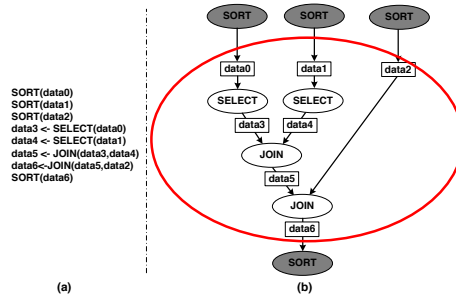 SORT(data0)
SORT(data1)
SORT(data2)
data3 <- SELECT(data0)
data4 <- SELECT(data1)
data5 <- JOIN(data3,data4)
data6<-JOIN(data5,data2)
SORT(data6)
(a)
SORT SORT SORT
data0 data1 data2
SELECT SELECT
data3 data4
JOIN
data5
JOIN
data6
SORT
(b)